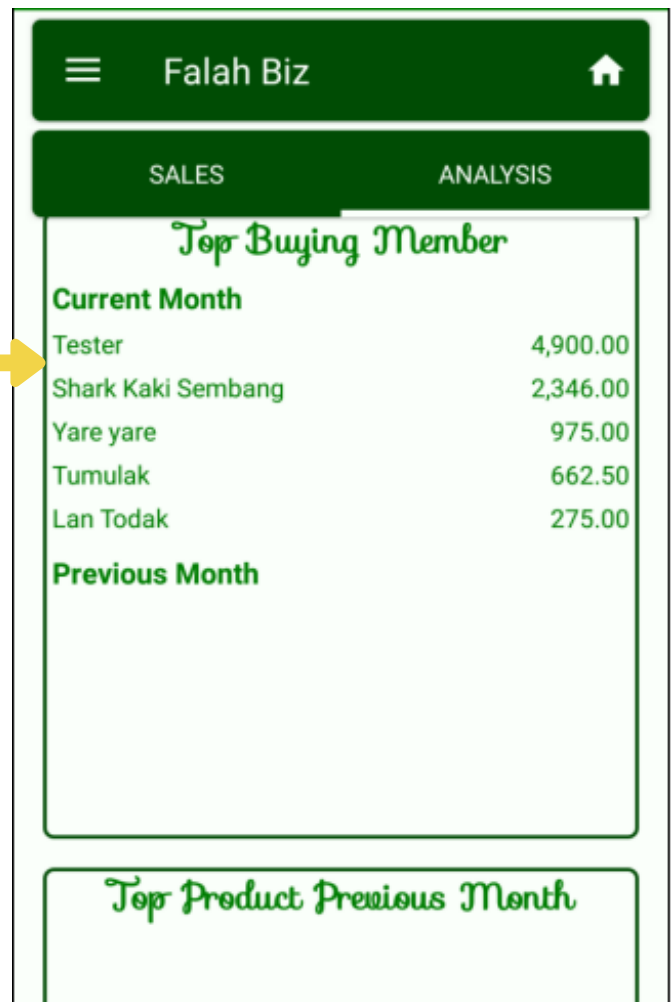 Falah Biz
SALES ANALYSIS
Top Buying Member
Current Month
Tester 4,900.00
Shark Kaki Sembang 2,346.00
Yare yare 975.00
Tumulak 662.50
Lan Todak 275.00
Previous Month
Top Product Previous Month